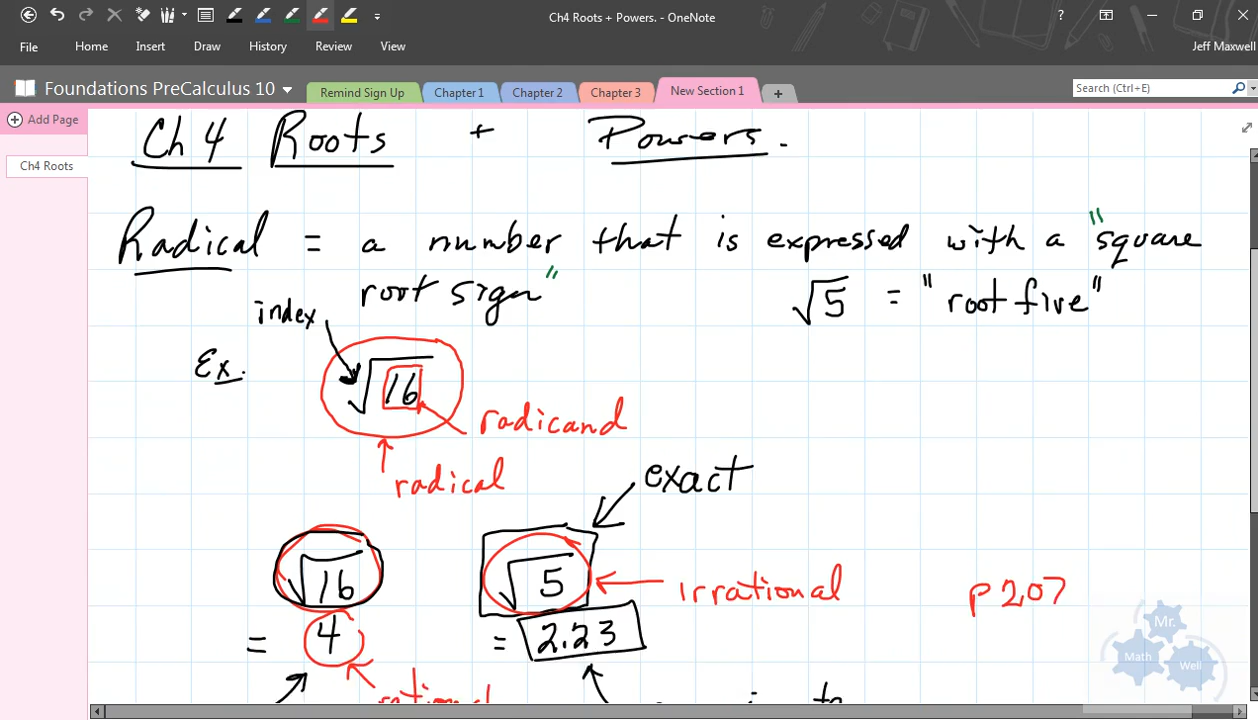 Ch4 Roots + Powers. - OneNote
?
Jeff Maxwell
File Home Insert Draw History Review View
Foundations PreCalculus 10
Remind Sign Up Chapter 1 Chapter 2 Chapter 3 New Section 1 +
Search (Ctrl+E)
Add Page
Ch4 Roots
Ch 4 Roots + Powers.
Radical = a number that is expressed with a "square
root sign" √5 = "root five"
index
Ex. √16
radicand
radical
exact
√16 √5 irrational p207
= 4 = 2.23
rational
Mr.
Math
Well